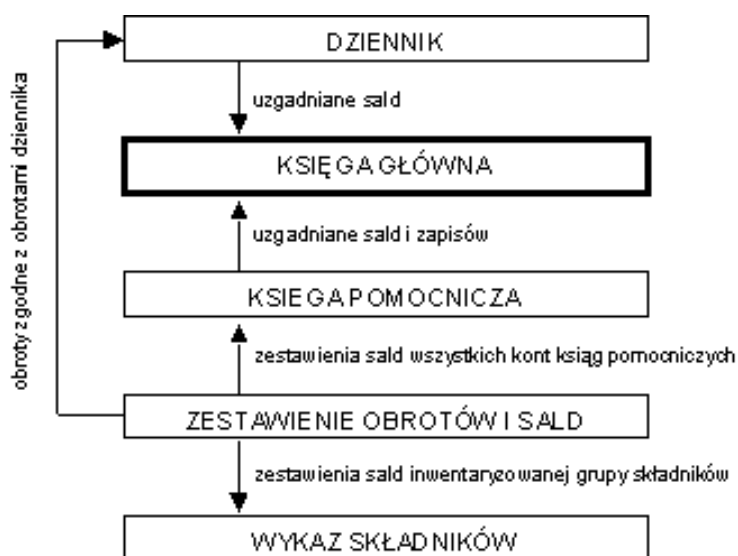 DZIENNIK
uzgadniane sald
KSIĘGA GŁÓWNA
uzgadniane sald i zapisów
KSIEGA POMOCNICZA
zestawienia sald wszystkich kont ksiąg pomocniczych
ZESTAWIENIE OBROTÓW I SALD
zestawienia sald inwentaryzowanej grupy składników
WYKAZ SKŁADNIKÓW
obroty zgodne z obrotami dziennika